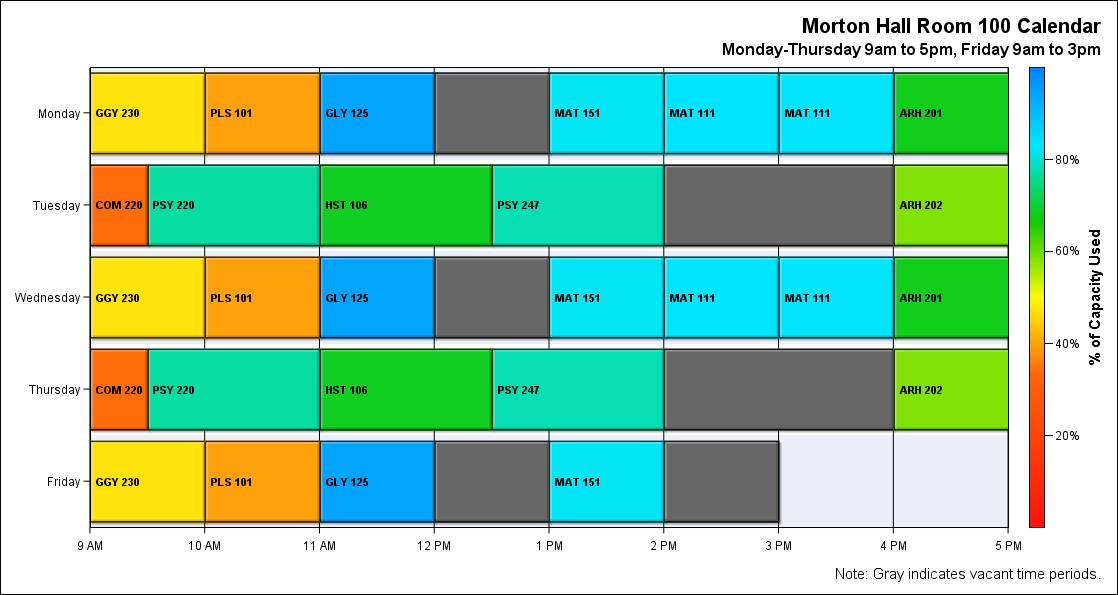 Morton Hall Room 100 Calendar
Monday-Thursday 9am to 5pm, Friday 9am to 3pm
Monday
GGY 230 PLS 101 GLY 125 MAT 151 MAT 111 MAT 111 ARH 201
Tuesday
COM 220 PSY 220 HST 106 PSY 247 ARH 202
Wednesday
GGY 230 PLS 101 GLY 125 MAT 151 MAT 111 MAT 111 ARH 201
Thursday
COM 220 PSY 220 HST 106 PSY 247 ARH 202
Friday
GGY 230 PLS 101 GLY 125 MAT 151
9 AM 10 AM 11 AM 12 PM 1 PM 2 PM 3 PM 4 PM 5 PM
80%
60%
40%
20%
% of Capacity Used
Note: Gray indicates vacant time periods.